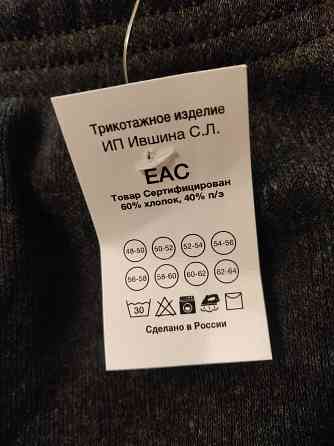 Трикотажное изделие
ИП Ившина С.Л.
EAC
Товар Сертифицирован
60% хлопок, 40% п/э
48-50 50-52 52-54 54-56
56-58 58-60 60-62 62-64
30
Сделано в России